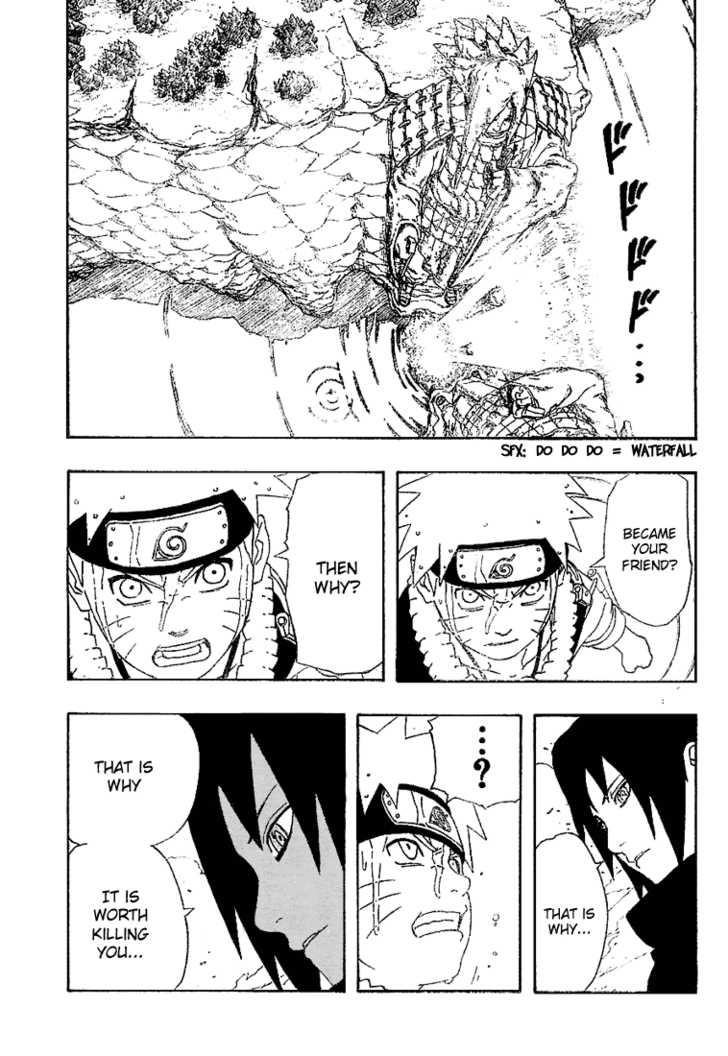 ド
ド
ド
ド
・・・
SFX: DO DO DO = WATERFALL
BECAME
YOUR
FRIEND?
THEN
WHY?
THAT IS
WHY...
・・・?
THAT IS
WHY
IT IS
WORTH
KILLING
YOU...